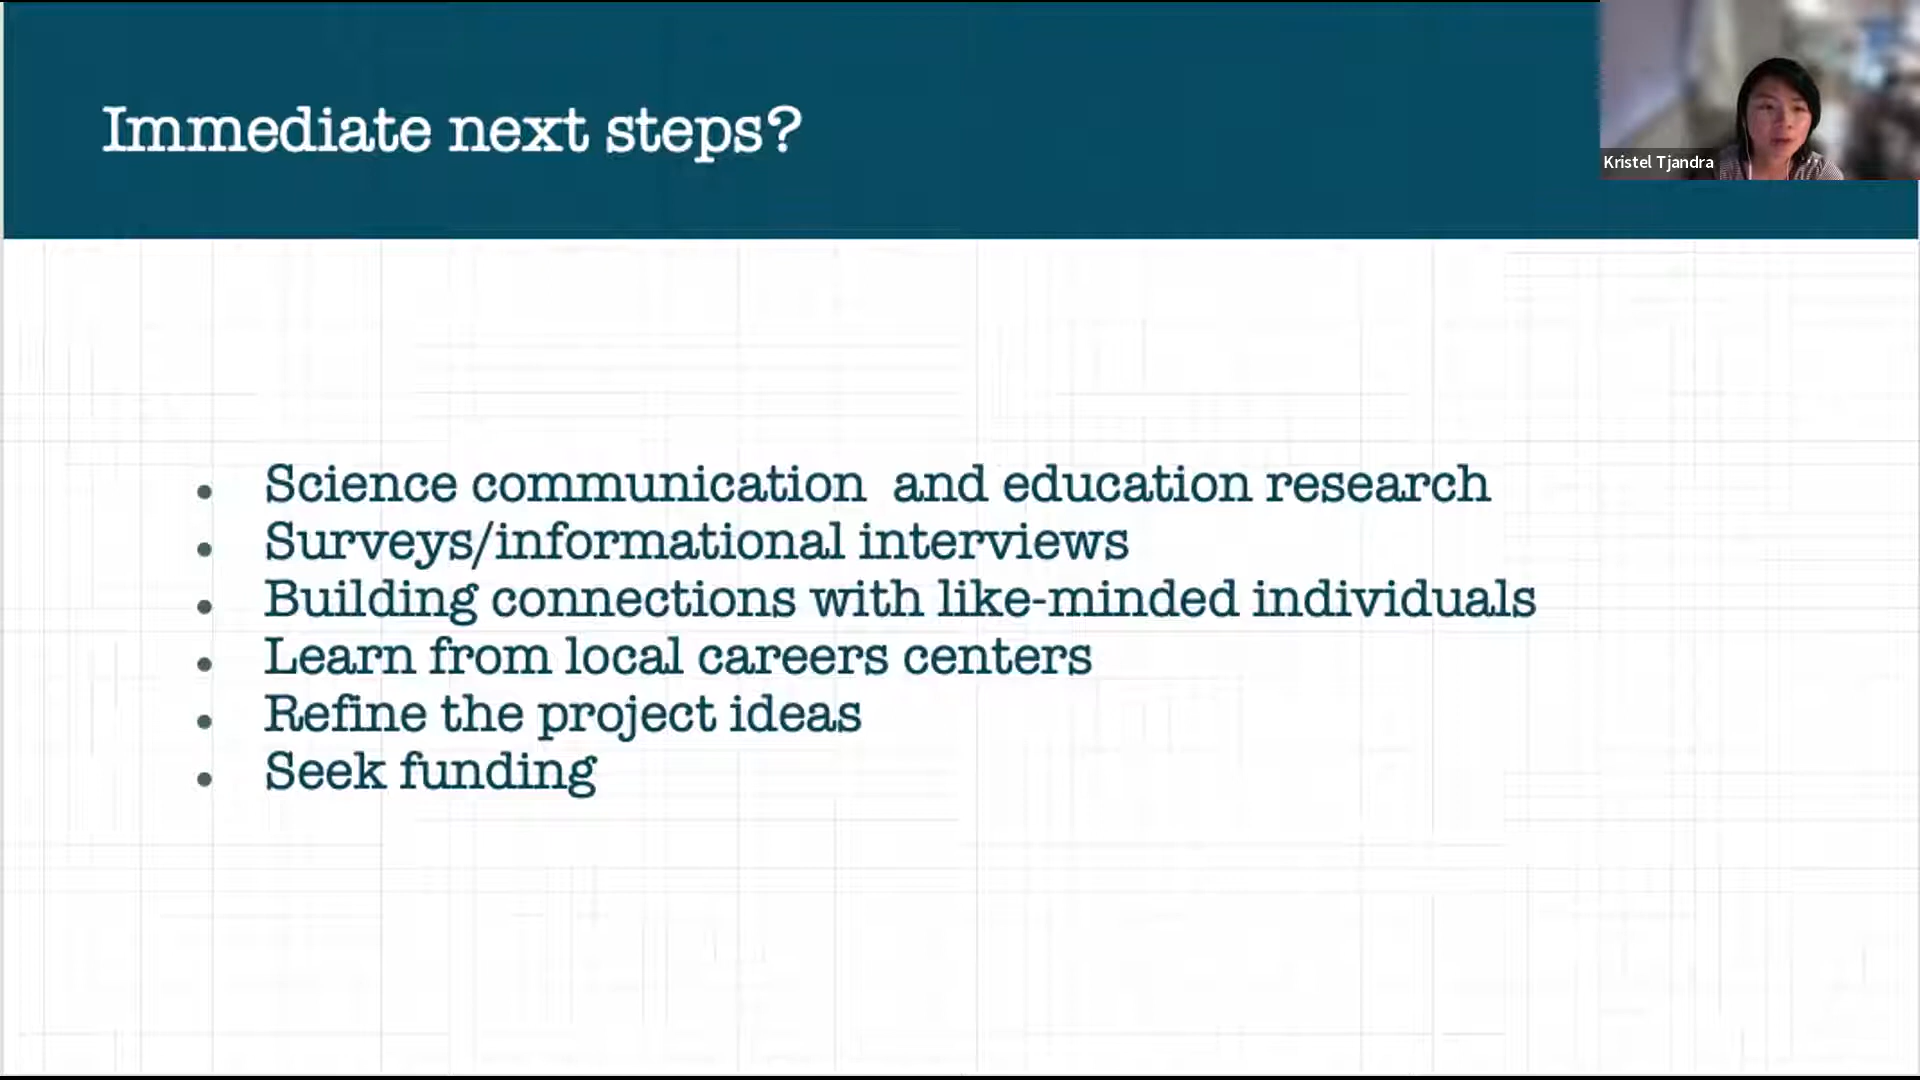 Immediate next steps?
Kristel Tjandra
Science communication and education research
Surveys/informational interviews
Building connections with like-minded individuals
Learn from local careers centers
Refine the project ideas
Seek funding